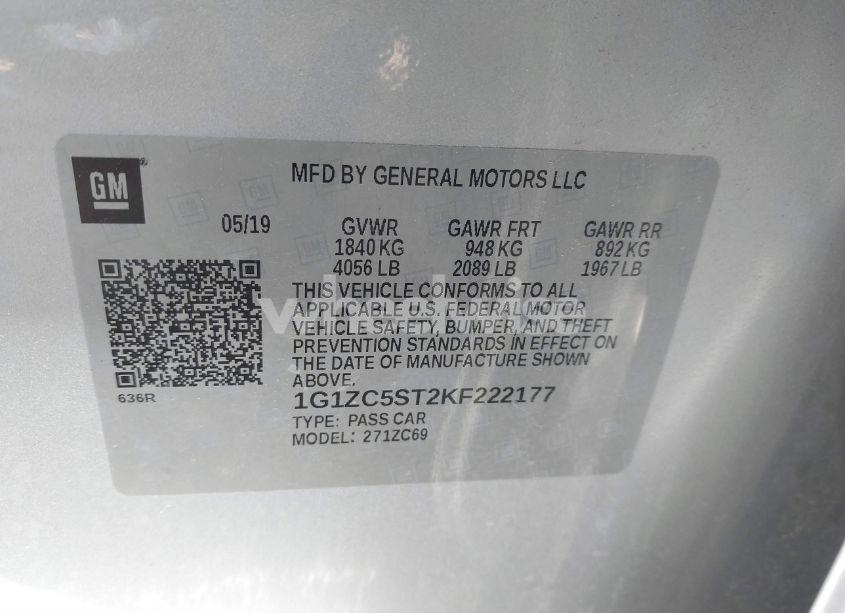 GM
MFD BY GENERAL MOTORS LLC
05/19 GVWR GAWR FRT GAWR RR
1840 KG 948 KG 892 KG
4056 LB 2089 LB 1967 LB
THIS VEHICLE CONFORMS TO ALL
APPLICABLE U.S. FEDERAL MOTOR
VEHICLE SAFETY, BUMPER, AND THEFT
PREVENTION STANDARDS IN EFFECT ON
THE DATE OF MANUFACTURE SHOWN
ABOVE.
636R
1G1ZC5ST2KF222177
TYPE: PASS CAR
MODEL: 271ZC69